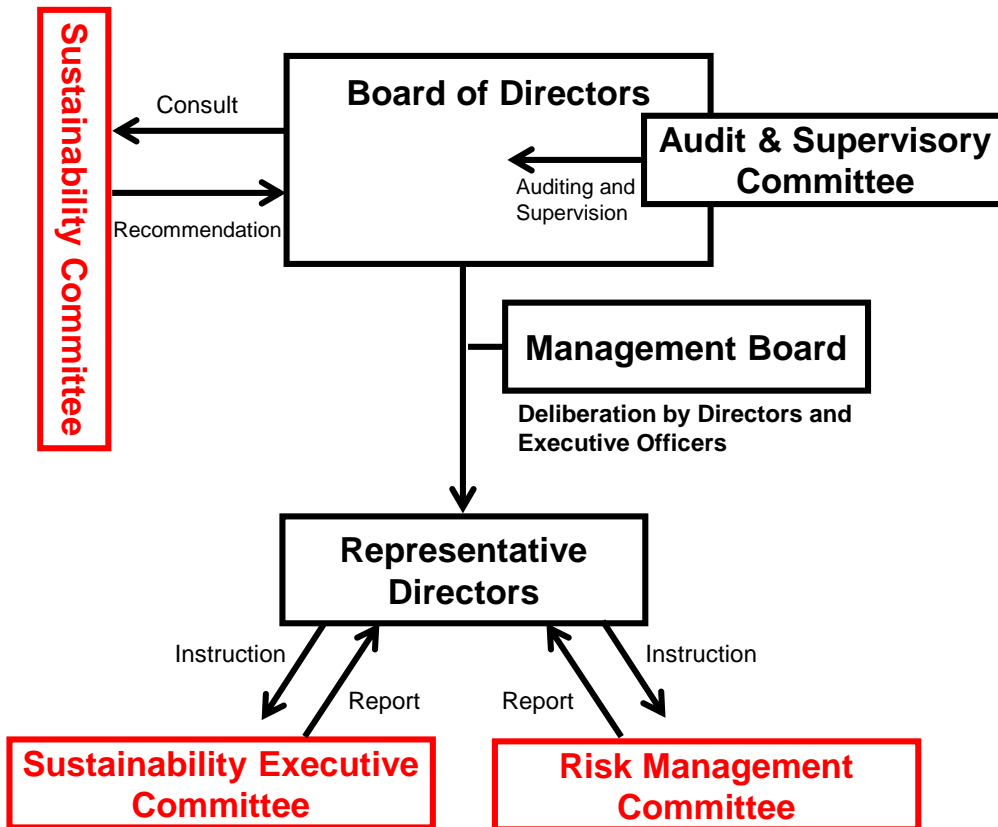 Sustainability Committee
Consult
Recommendation
Board of Directors
Auditing and
Supervision
Audit & Supervisory
Committee
Management Board
Deliberation by Directors and
Executive Officers
Representative
Directors
Instruction
Report
Report
Instruction
Sustainability Executive
Committee
Risk Management
Committee